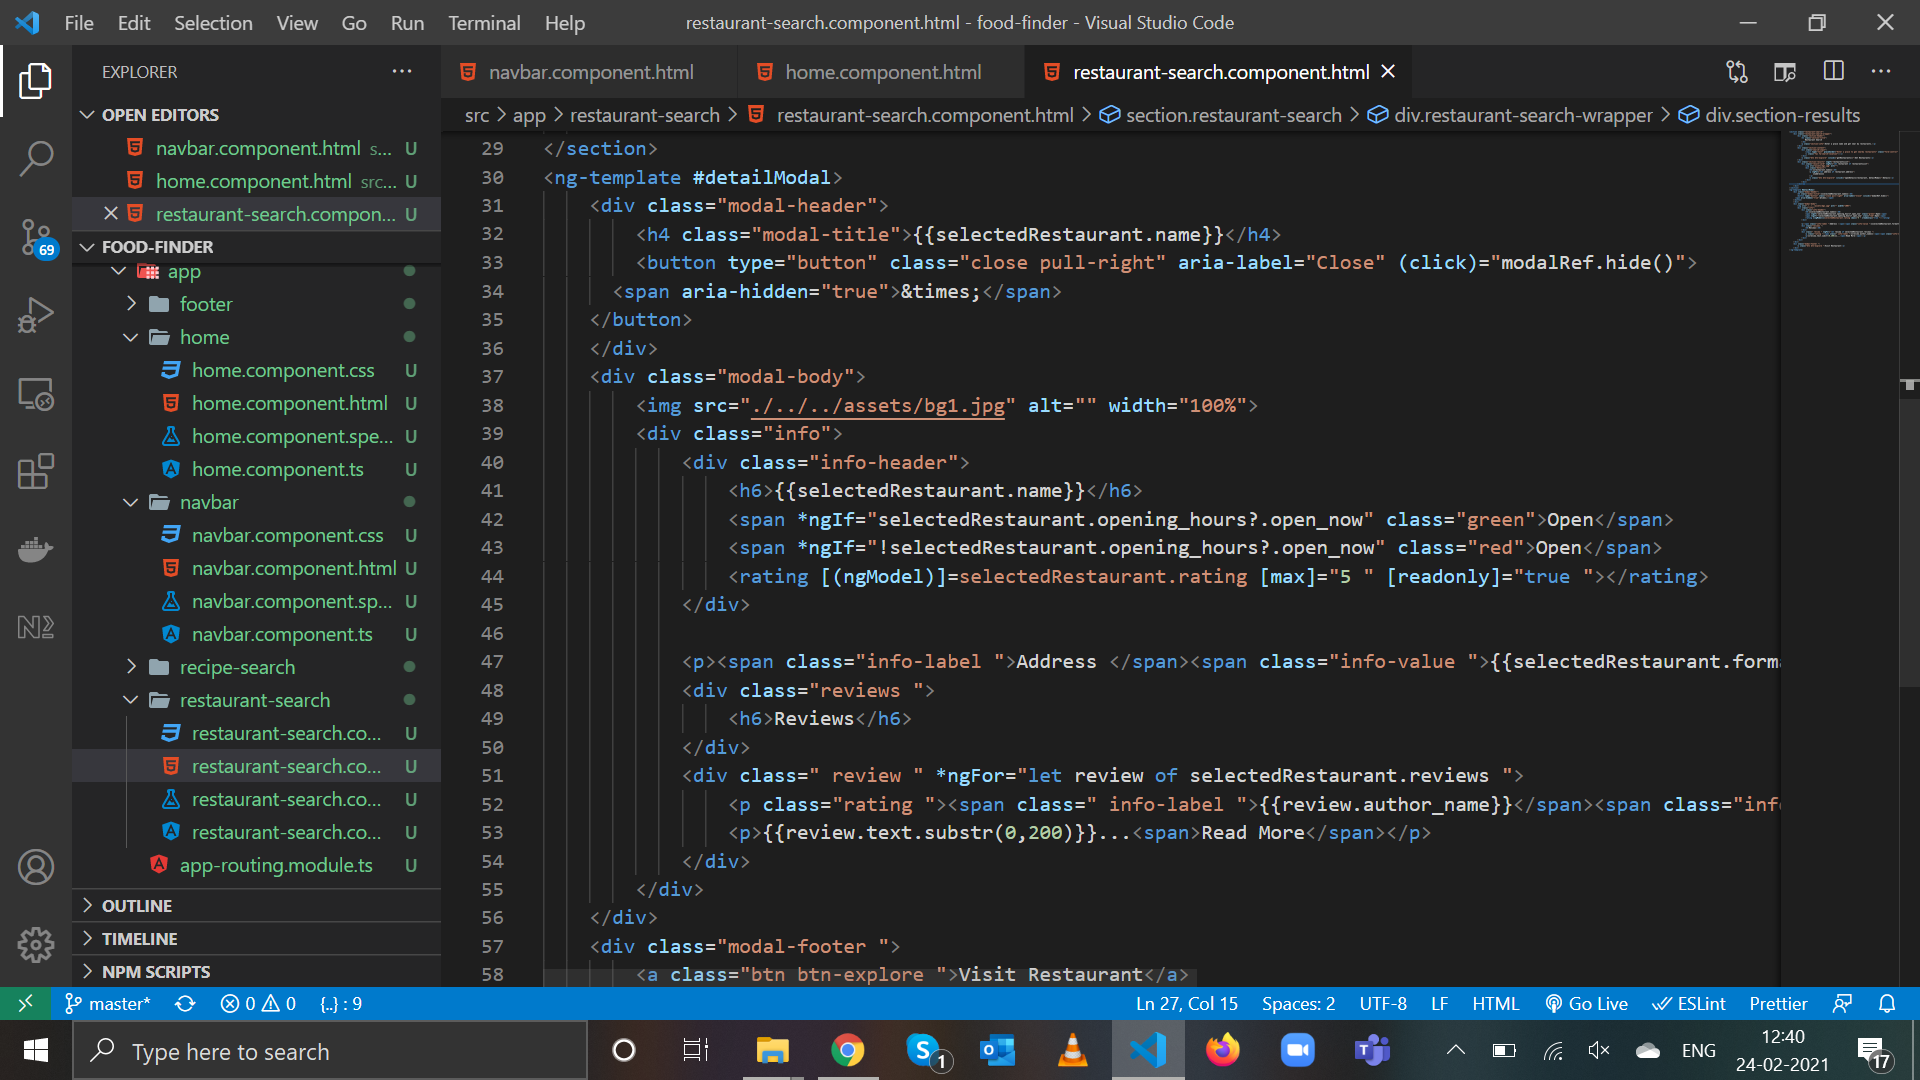 File Edit Selection View Go Run Terminal Help restaurant-search.component.html - food-finder - Visual Studio Code
EXPLORER
OPEN EDITORS
navbar.component.html s... U
home.component.html src... U
restaurant-search.compon... U
69
FOOD-FINDER
app
footer
home
home.component.css U
home.component.html U
home.component.spe... U
home.component.ts U
navbar
navbar.component.css U
navbar.component.html U
navbar.component.sp... U
navbar.component.ts U
recipe-search
restaurant-search
restaurant-search.co... U
restaurant-search.co... U
restaurant-search.co... U
restaurant-search.co... U
app-routing.module.ts U
OUTLINE
TIMELINE
NPM SCRIPTS
navbar.component.html home.component.html restaurant-search.component.html
src > app > restaurant-search > restaurant-search.component.html > section.restaurant-search > div.restaurant-search-wrapper > div.section-results
29 </section>
30 <ng-template #detailModal>
31 <div class="modal-header">
32 <h4 class="modal-title">{{selectedRestaurant.name}}</h4>
33 <button type="button" class="close pull-right" aria-label="Close" (click)="modalRef.hide()">
34 <span aria-hidden="true">&times;</span>
35 </button>
36 </div>
37 <div class="modal-body">
38 <img src="./../../assets/bg1.jpg" alt="" width="100%">
39 <div class="info">
40 <div class="info-header">
41 <h6>{{selectedRestaurant.name}}</h6>
42 <span *ngIf="selectedRestaurant.opening_hours?.open_now" class="green">Open</span>
43 <span *ngIf="!selectedRestaurant.opening_hours?.open_now" class="red">Open</span>
44 <rating [(ngModel)]=selectedRestaurant.rating [max]="5 " [readonly]="true "></rating>
45 </div>
46
47 <p><span class="info-label ">Address </span><span class="info-value ">{{selectedRestaurant.forma
48 <div class="reviews ">
49 <h6>Reviews</h6>
50 </div>
51 <div class=" review " *ngFor="let review of selectedRestaurant.reviews ">
52 <p class="rating "><span class=" info-label ">{{review.author_name}}</span><span class="info
53 <p>{{review.text.substr(0,200)}}...<span>Read More</span></p>
54 </div>
55 </div>
56 </div>
57 <div class="modal-footer ">
58 <a class="btn btn-explore ">Visit Restaurant</a>
master* 0 0 {..} : 9 Ln 27, Col 15 Spaces: 2 UTF-8 LF HTML Go Live ESLint Prettier
Type here to search 1 ENG 12:40
24-02-2021 17